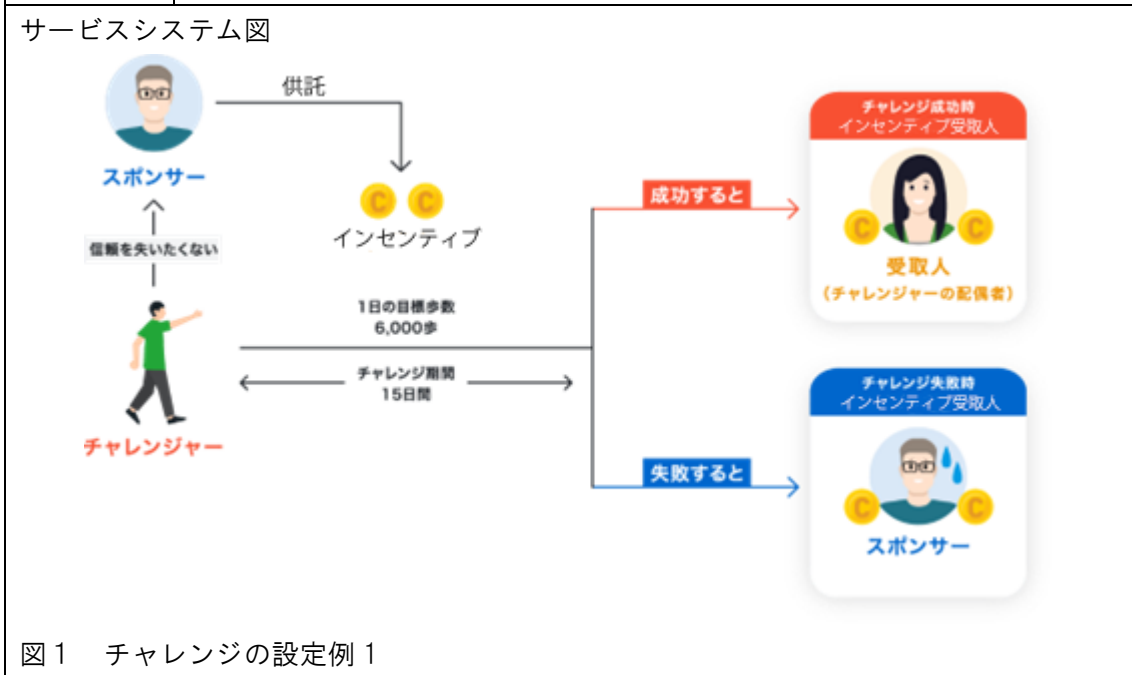 サービスシステム図
供託
スポンサー
C C
インセンティブ
信頼を失いたくない
1日の目標歩数
6,000歩
チャレンジ期間
15日間
チャレンジャー
成功すると
チャレンジ成功時
インセンティブ受取人
C C
受取人
(チャレンジャーの配偶者)
失敗すると
チャレンジ失敗時
インセンティブ受取人
C C
スポンサー
図1 チャレンジの設定例1